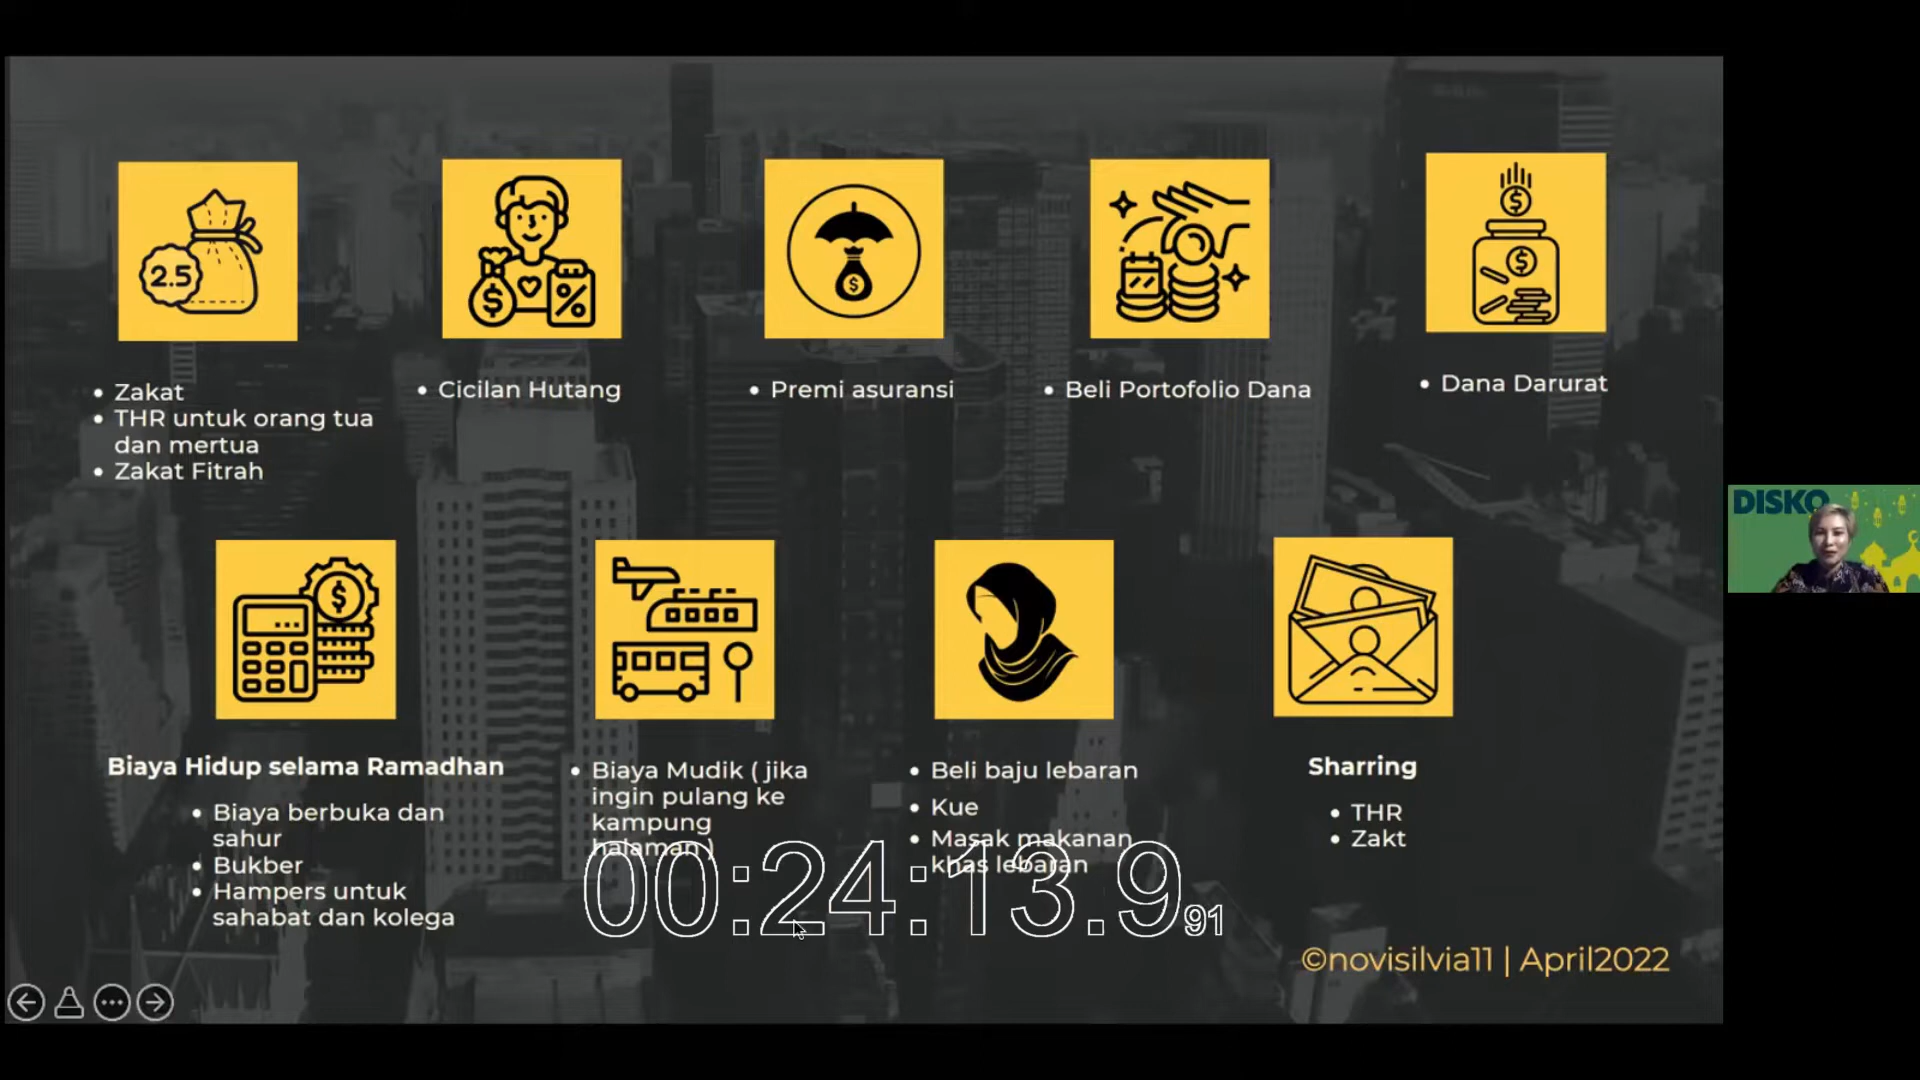 2.5
• Zakat
• THR untuk orang tua
dan mertua
• Zakat Fitrah
• Cicilan Hutang
• Premi asuransi
• Beli Portofolio Dana
• Dana Darurat
DISKO
Biaya Hidup selama Ramadhan
• Biaya berbuka dan
sahur
• Bukber
• Hampers untuk
sahabat dan kolega
• Biaya Mudik ( jika
ingin pulang ke
kampung
halaman )
• Beli baju lebaran
• Kue
• Masak makanan
khas lebaran
Sharring
• THR
• Zakt
00:24:13.991
©novisilvia11 | April2022